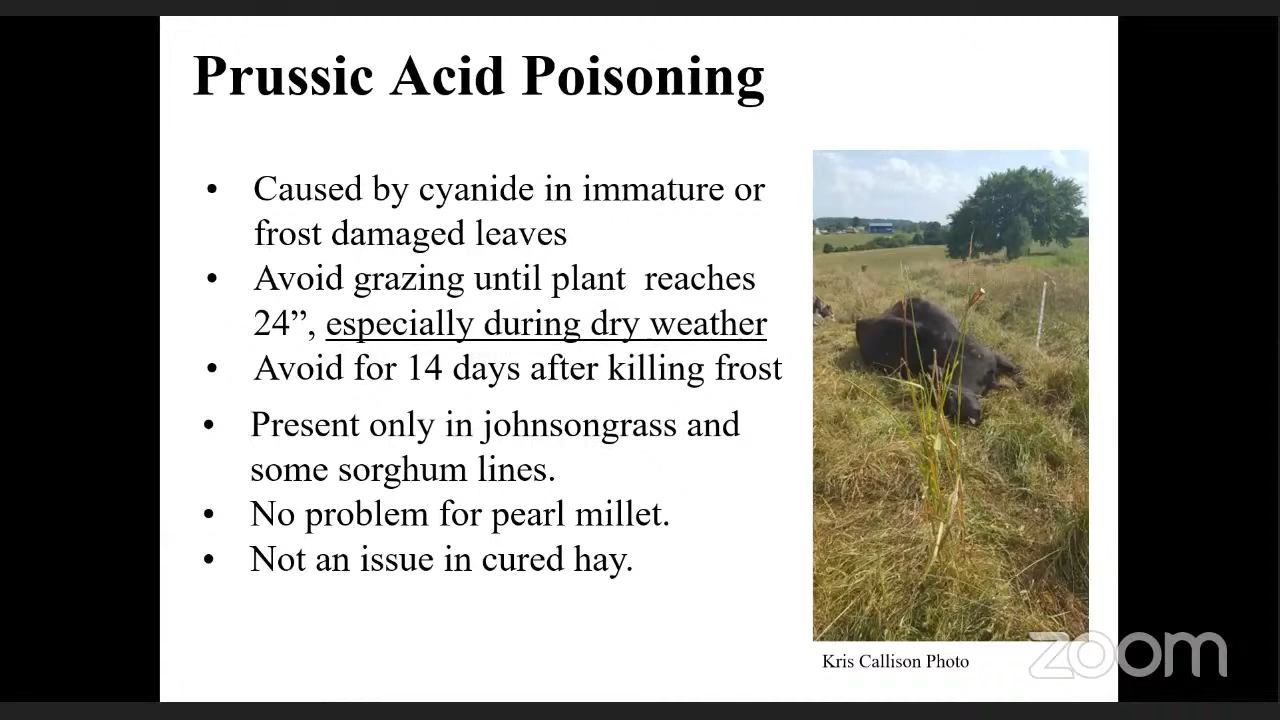 Prussic Acid Poisoning
• Caused by cyanide in immature or
frost damaged leaves
• Avoid grazing until plant  reaches
24”, especially during dry weather
• Avoid for 14 days after killing frost
• Present only in johnsongrass and
some sorghum lines.
• No problem for pearl millet.
• Not an issue in cured hay.
Kris Callison Photo
zoom